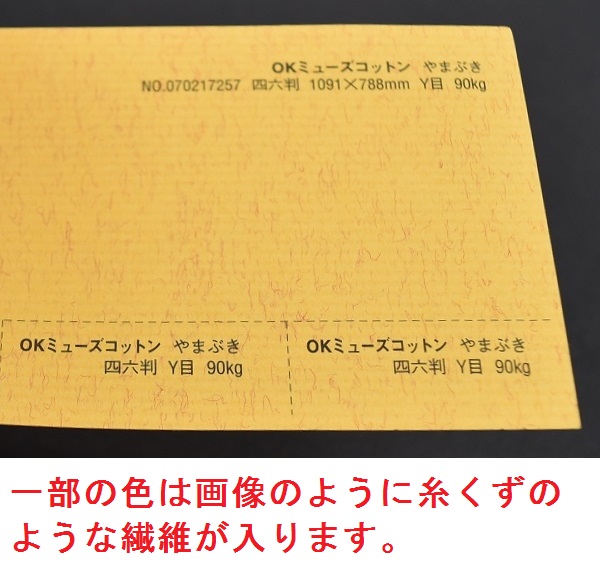 OKミューズコットン やまぶき
NO.070217257 四六判 1091×788mm Y目 90kg
OKミューズコットン やまぶき
四六判 Y目 90kg
OKミューズコットン やまぶき
四六判 Y目 90kg
一部の色は画像のように糸くずの
ような繊維が入ります。